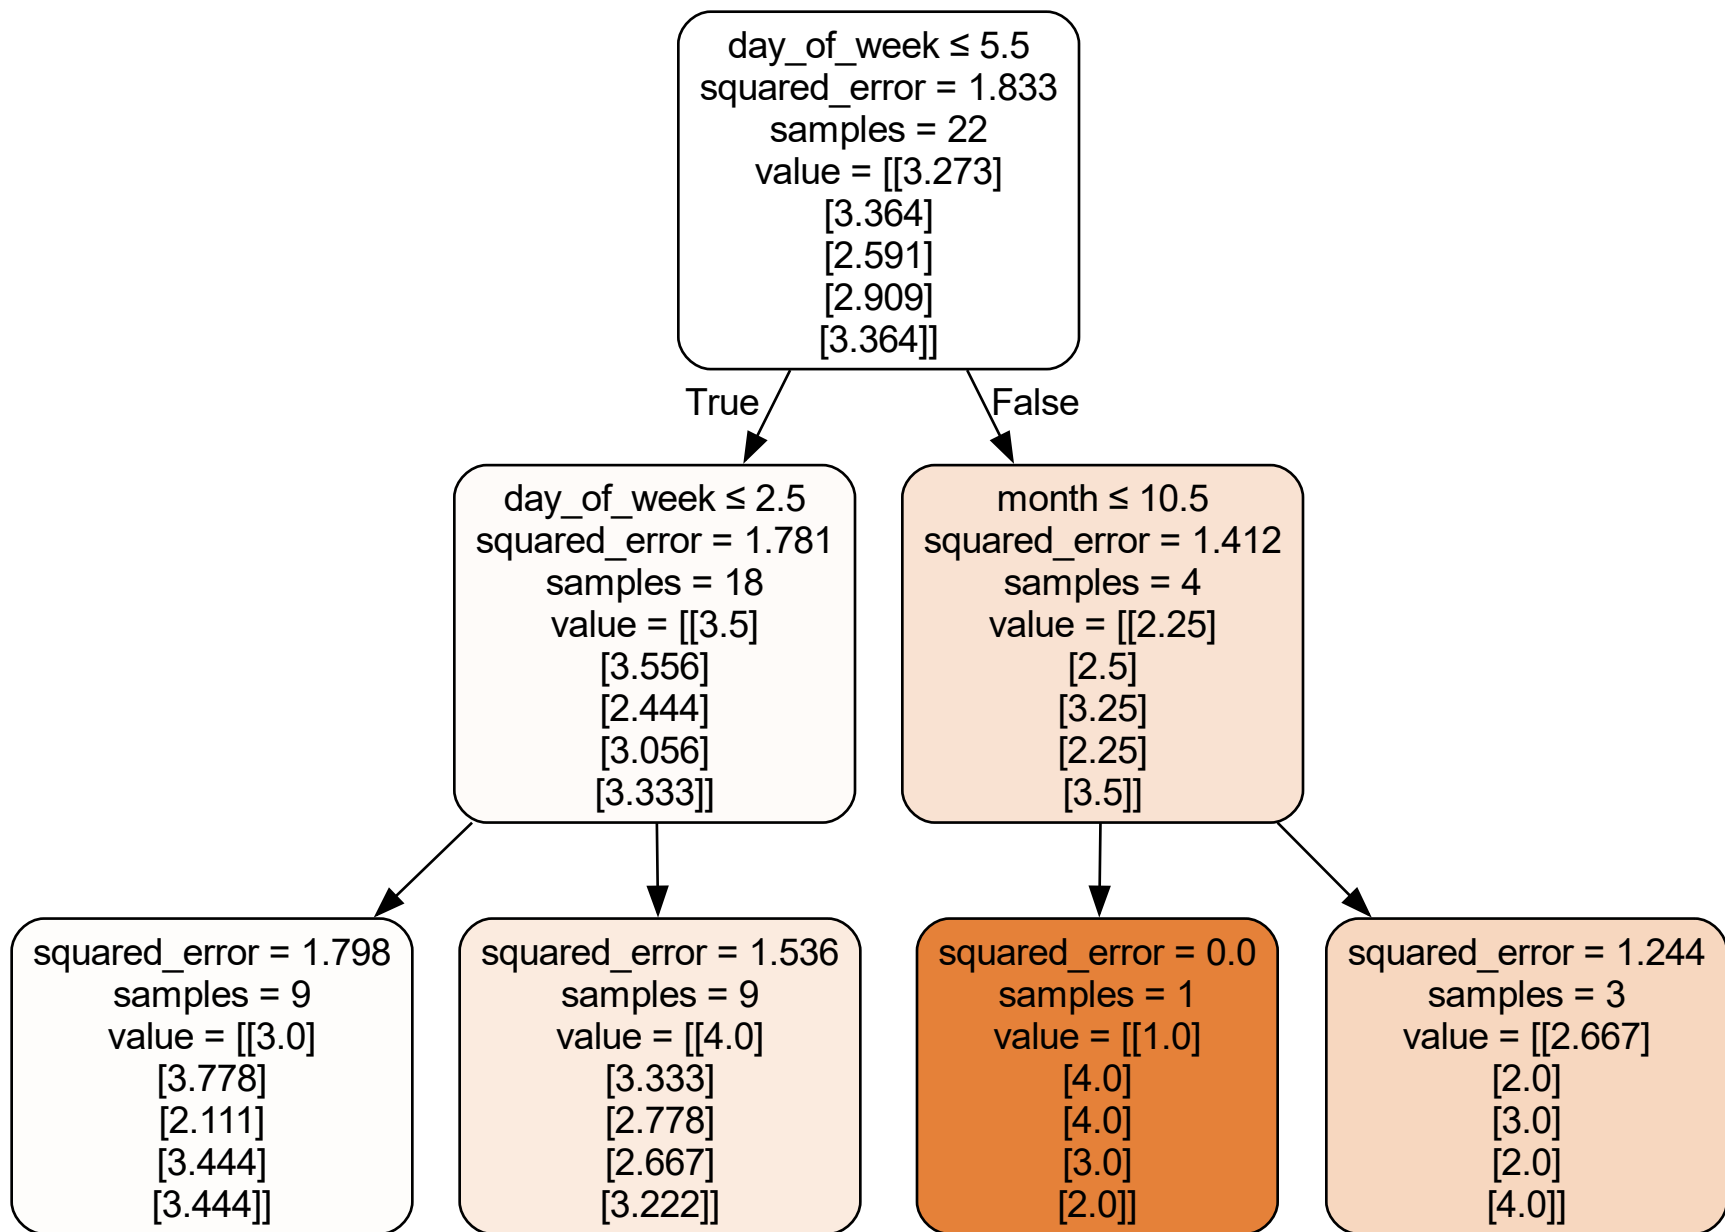 day_of_week ≤ 5.5
squared_error = 1.833
samples = 22
value = [[3.273]
[3.364]
[2.591]
[2.909]
[3.364]]
True
False
day_of_week ≤ 2.5
squared_error = 1.781
samples = 18
value = [[3.5]
[3.556]
[2.444]
[3.056]
[3.333]]
month ≤ 10.5
squared_error = 1.412
samples = 4
value = [[2.25]
[2.5]
[3.25]
[2.25]
[3.5]]
squared_error = 1.798
samples = 9
value = [[3.0]
[3.778]
[2.111]
[3.444]
[3.444]]
squared_error = 1.536
samples = 9
value = [[4.0]
[3.333]
[2.778]
[2.667]
[3.222]]
squared_error = 0.0
samples = 1
value = [[1.0]
[4.0]
[4.0]
[3.0]
[2.0]]
squared_error = 1.244
samples = 3
value = [[2.667]
[2.0]
[3.0]
[2.0]
[4.0]]